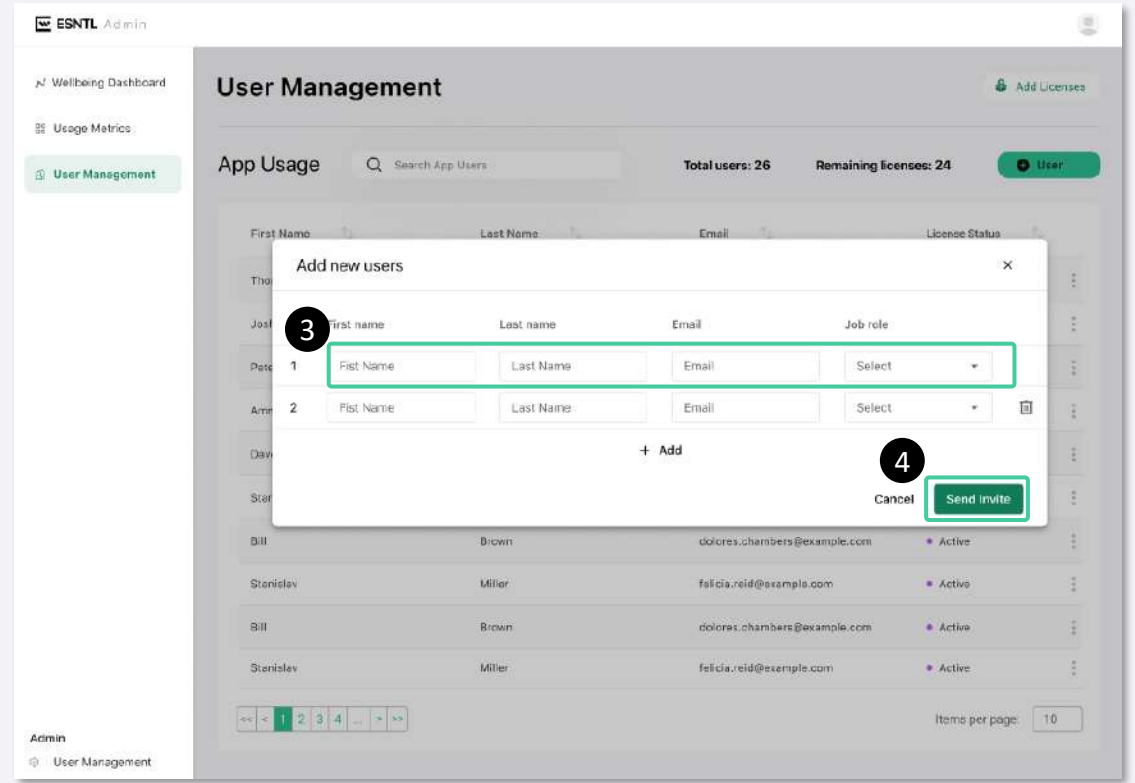 ESNTL Admin
Wellbeing Dashboard
Usage Metrics
User Management
User Management
Add Licenses
App Usage
Search App Users
Total users: 26
Remaining licenses: 24
User
First Name
Last Name
Email
License Status
Add new users
3
First name
Last name
Email
Job role
1
Fist Name
Last Name
Email
Select
2
Fist Name
Last Name
Email
Select
+ Add
4
Cancel
Send Invite
Bill
Brown
dolores.chambers@example.com
Active
Stanislav
Miller
felicia.reid@example.com
Active
Bill
Brown
dolores.chambers@example.com
Active
Stanislav
Miller
felicia.reid@example.com
Active
<< < 1 2 3 4 ... > >>
Items per page: 10
Admin
User Management